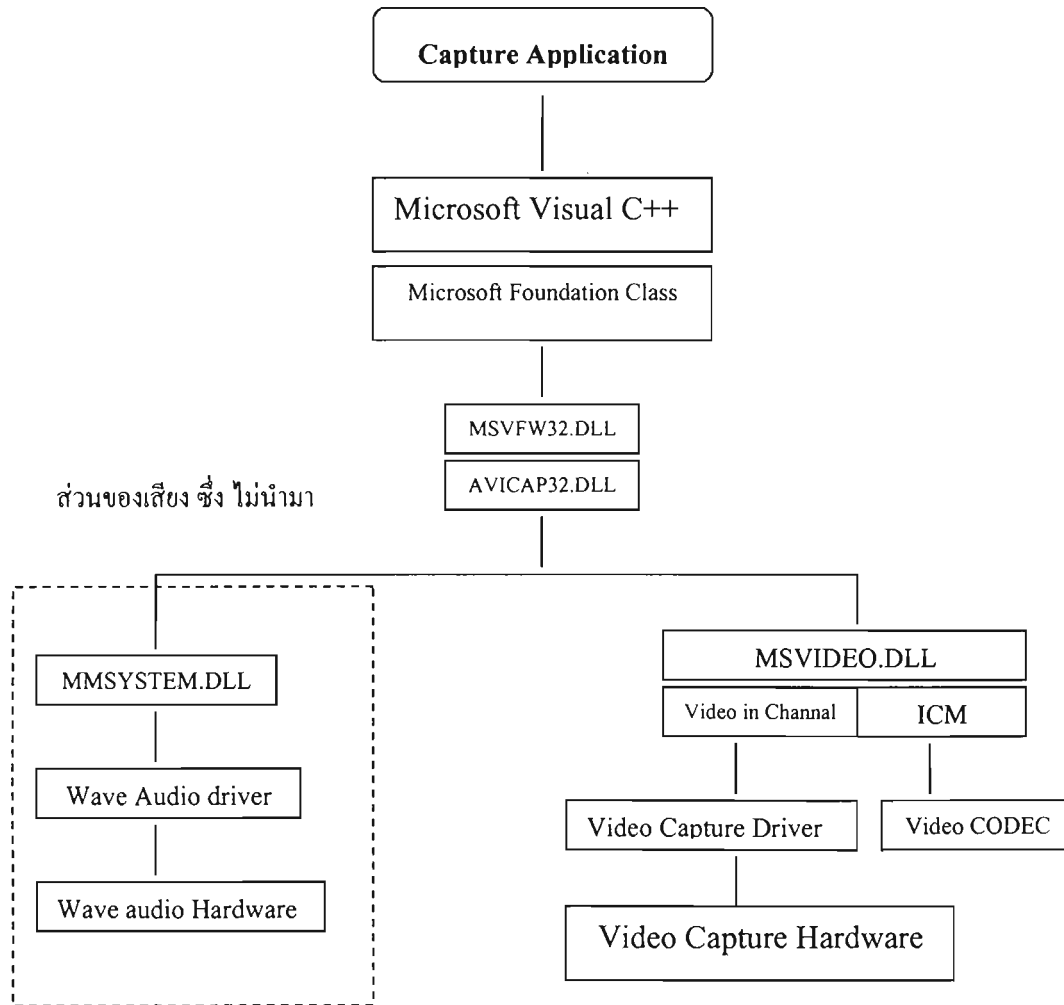 Capture Application
Microsoft Visual C++
Microsoft Foundation Class
MSVFW32.DLL
AVICAP32.DLL
ส่วนของเสียง ซึ่ง ไม่นำมา
MMSYSTEM.DLL
Wave Audio driver
Wave audio Hardware
MSVIDEO.DLL
Video in Channal
ICM
Video Capture Driver
Video CODEC
Video Capture Hardware